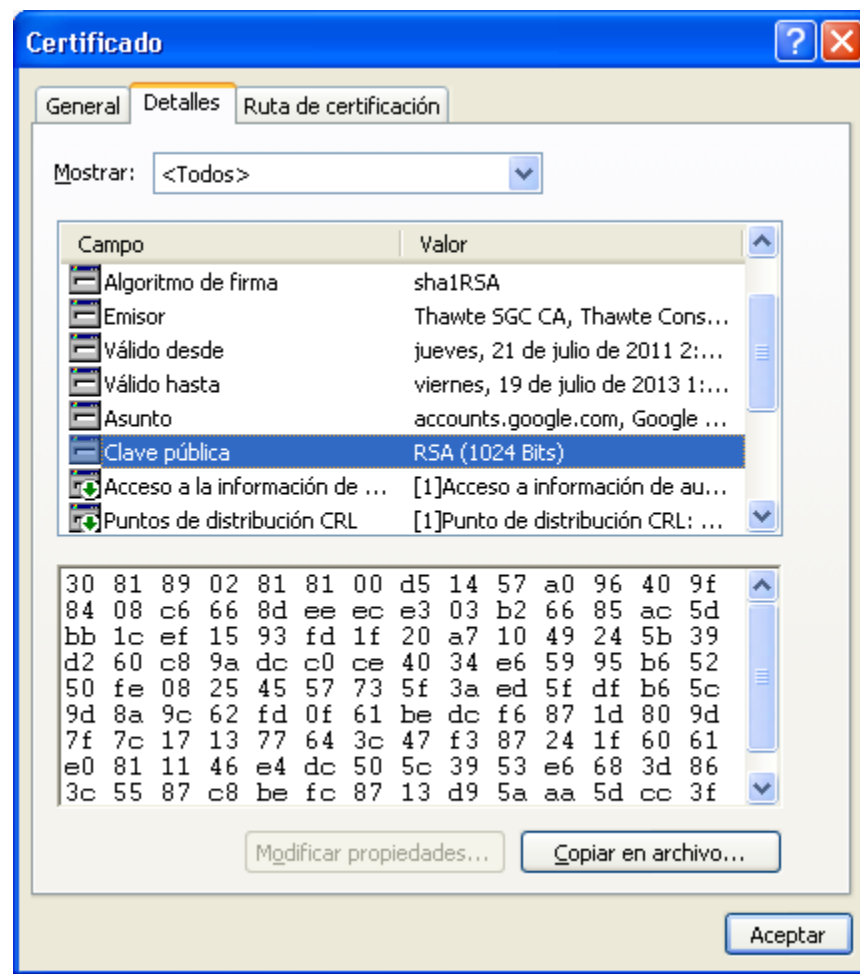 Certificado
General Detalles Ruta de certificación
Mostrar: <Todos>
Campo Valor
Algoritmo de firma sha1RSA
Emisor Thawte SGC CA, Thawte Cons...
Válido desde jueves, 21 de julio de 2011 2:...
Válido hasta viernes, 19 de julio de 2013 1:...
Asunto accounts.google.com, Google ...
Clave pública RSA (1024 Bits)
Acceso a la información de ... [1]Acceso a información de au...
Puntos de distribución CRL [1]Punto de distribución CRL: ...
30 81 89 02 81 81 00 d5 14 57 a0 96 40 9f
84 08 c6 66 8d ee ec e3 03 b2 66 85 ac 5d
bb 1c ef 15 93 fd 1f 20 a7 10 49 24 5b 39
d2 60 c8 9a dc c0 ce 40 34 e6 59 95 b6 52
50 fe 08 25 45 57 73 5f 3a ed 5f df b6 5c
9d 8a 9c 62 fd 0f 61 be dc f6 87 1d 80 9d
7f 7c 17 13 77 64 3c 47 f3 87 24 1f 60 61
e0 81 11 46 e4 dc 50 5c 39 53 e6 68 3d 86
3c 55 87 c8 be fc 87 13 d9 5a aa 5d cc 3f
Modificar propiedades... Copiar en archivo...
Aceptar